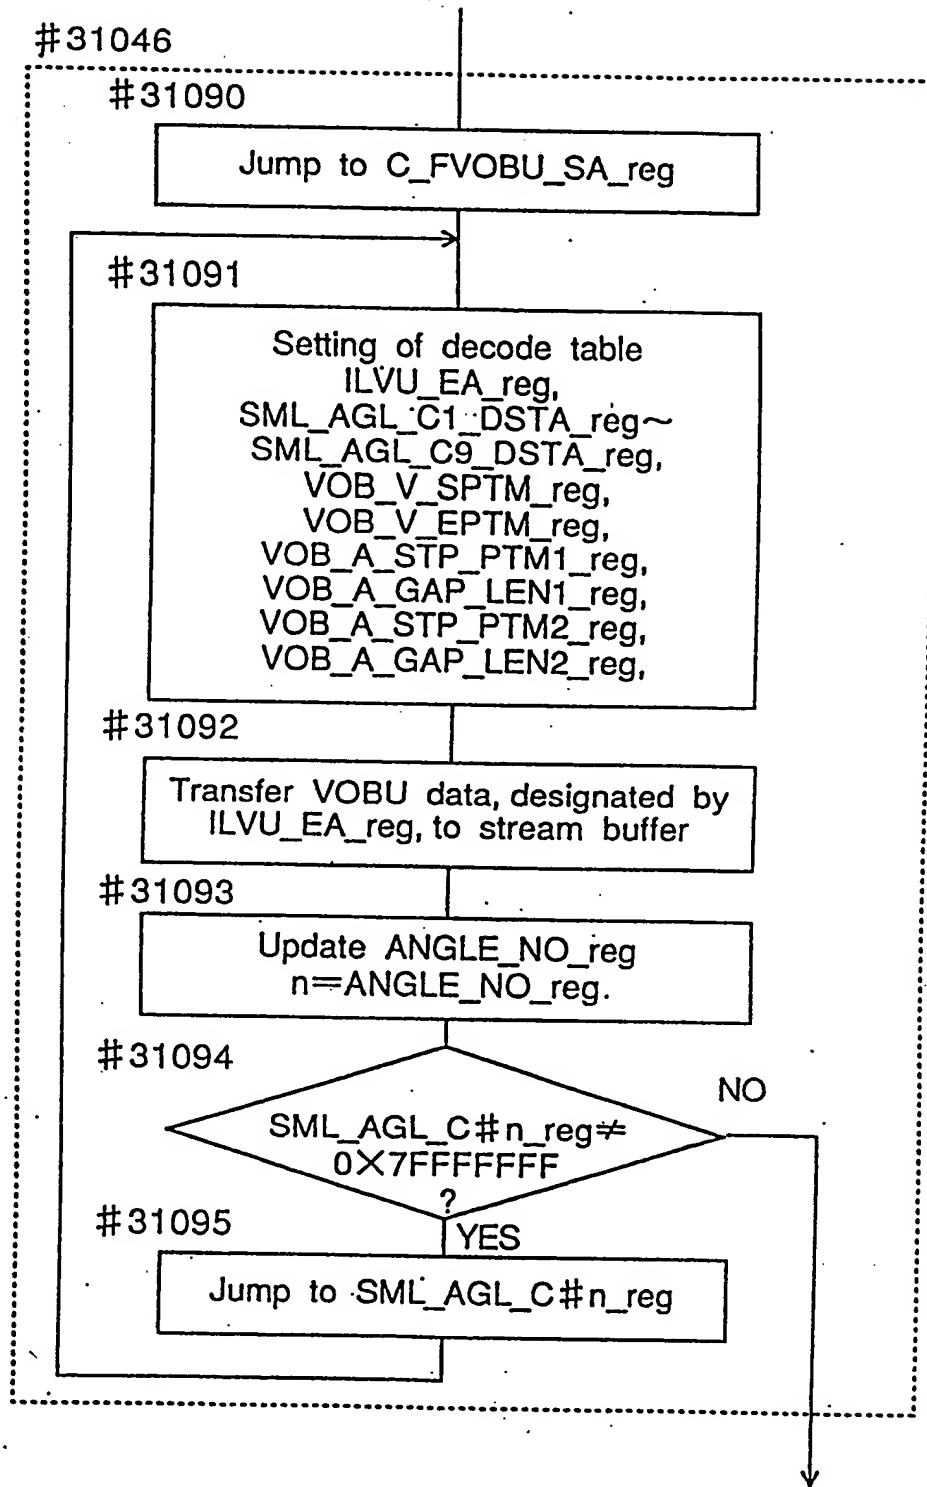 #31046
#31090
Jump to C_FVOBU_SA_reg
#31091
Setting of decode table
ILVU_EA_reg,
SML_AGL_C1_DSTA_reg~
SML_AGL_C9_DSTA_reg,
VOB_V_SPTM_reg,
VOB_V_EPTM_reg,
VOB_A_STP_PTM1_reg,
VOB_A_GAP_LEN1_reg,
VOB_A_STP_PTM2_reg,
VOB_A_GAP_LEN2_reg,
#31092
Transfer VOBU data, designated by
ILVU_EA_reg, to stream buffer
#31093
Update ANGLE_NO_reg
n=ANGLE_NO_reg.
#31094
NO
SML_AGL_C#n_reg≠
0×7FFFFFFF
?
#31095
YES
Jump to SML_AGL_C#n_reg